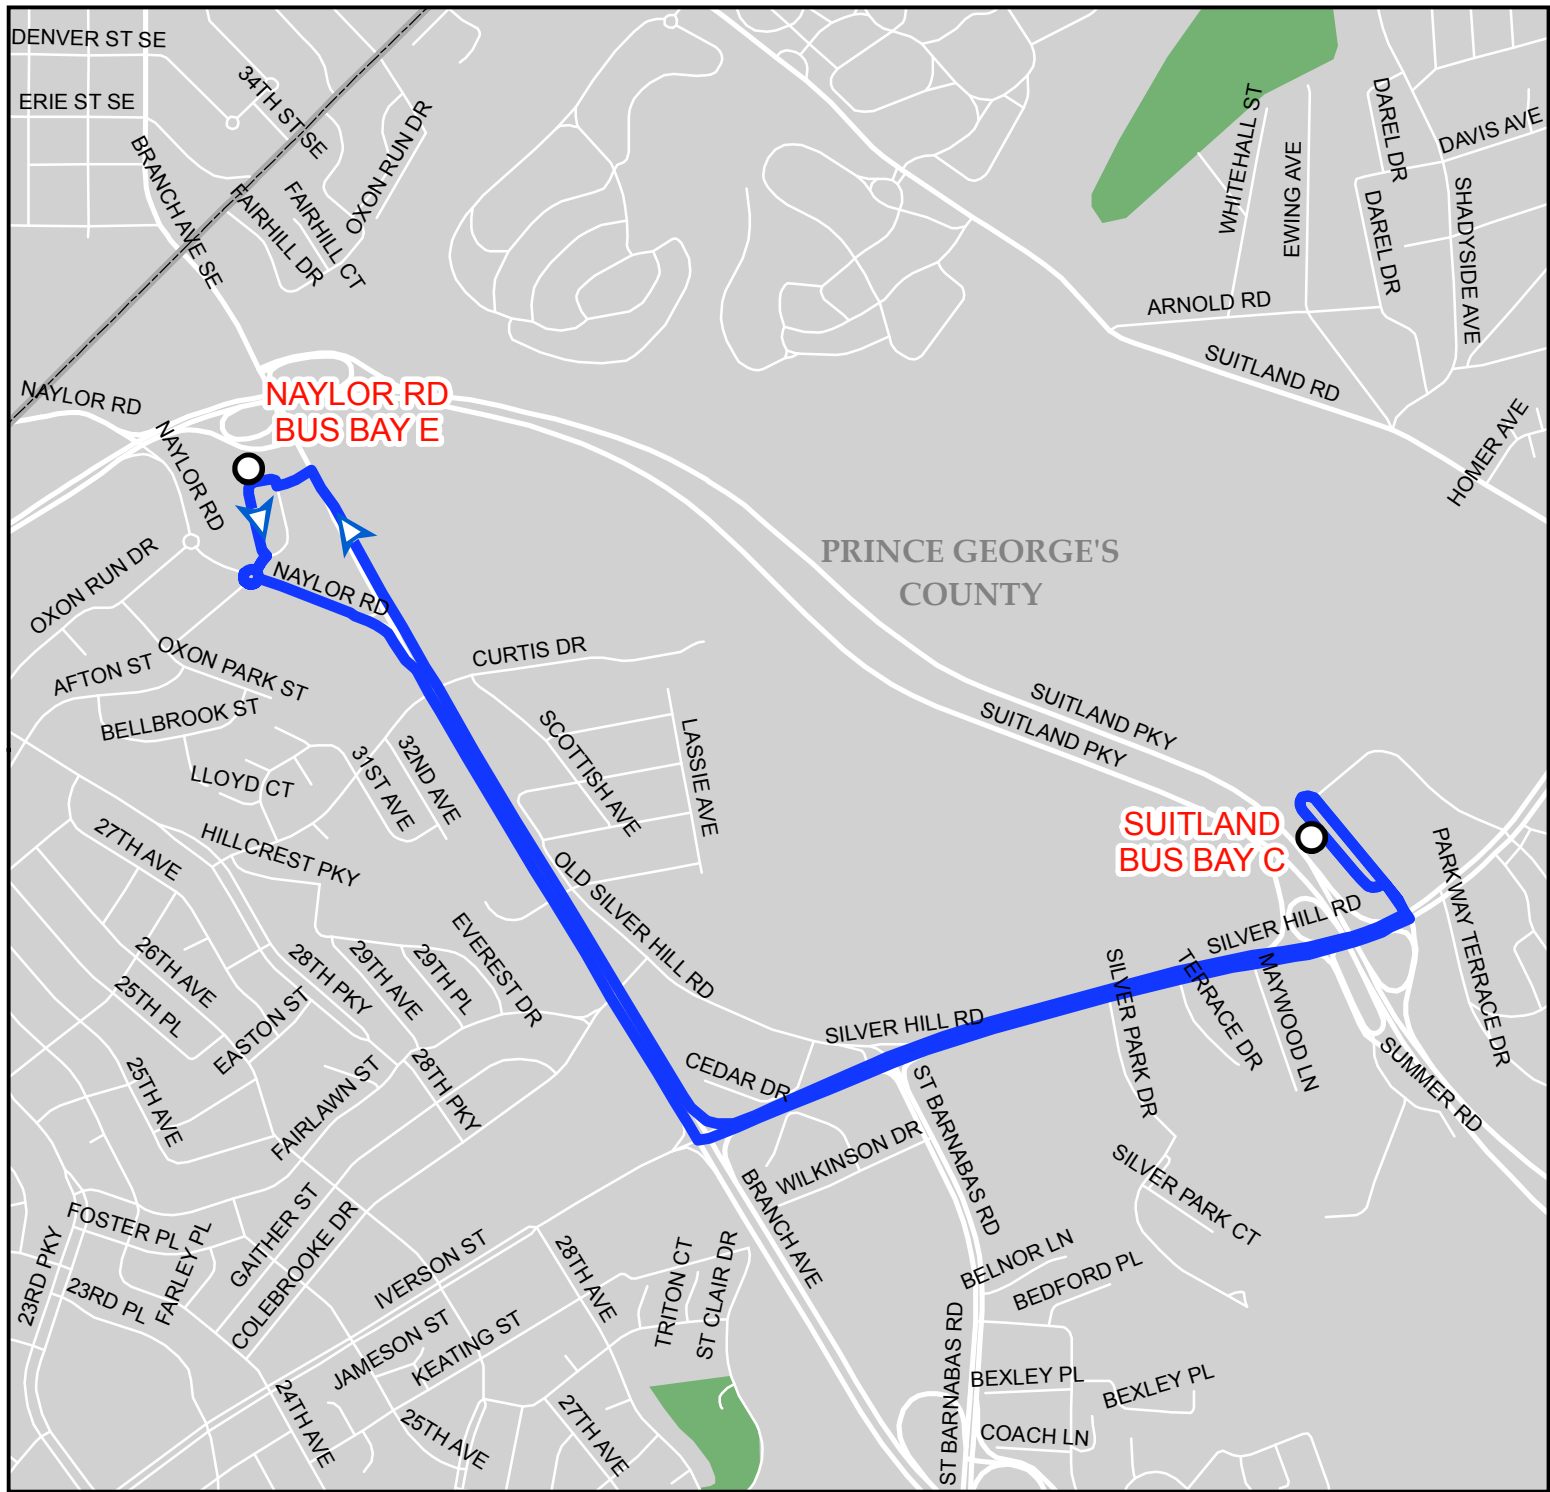 DENVER ST SE
ERIE ST SE
34TH ST SE
BRANCH AVE SE
FAIRHILL DR
FAIRHILL CT
OXON RUN DR
WHITEHALL ST
EWING AVE
DAREL DR
DAREL DR
DAVIS AVE
SHADYSIDE AVE
ARNOLD RD
SUITLAND RD
HOMER AVE
NAYLOR RD
NAYLOR RD
NAYLOR RD
BUS BAY E
OXON RUN DR
NAYLOR RD
PRINCE GEORGE'S
COUNTY
AFTON ST
OXON PARK ST
BELLBROOK ST
LLOYD CT
CURTIS DR
SCOTTISH AVE
LASSIE AVE
31ST AVE
32ND AVE
SUITLAND PKY
SUITLAND PKY
SUITLAND
BUS BAY C
PARKWAY TERRACE DR
27TH AVE
HILLCREST PKY
OLD SILVER HILL RD
EVEREST DR
26TH AVE
25TH PL
28TH PKY
29TH AVE
29TH PL
EASTON ST
25TH AVE
FAIRLAWN ST
28TH PKY
SILVER HILL RD
SILVER HILL RD
SILVER PARK DR
TERRACE DR
MAYWOOD LN
SUMMER RD
CEDAR DR
ST BARNABAS RD
WILKINSON DR
BRANCH AVE
SILVER PARK CT
FOSTER PL
FARLEY PL
GAITHER ST
COLEBROOKE DR
23RD PKY
23RD PL
IVERSON ST
28TH AVE
TRITON CT
ST CLAIR DR
BELNOR LN
BEDFORD PL
JAMESON ST
KEATING ST
ST BARNABAS RD
BEXLEY PL
BEXLEY PL
24TH AVE
25TH AVE
27TH AVE
COACH LN